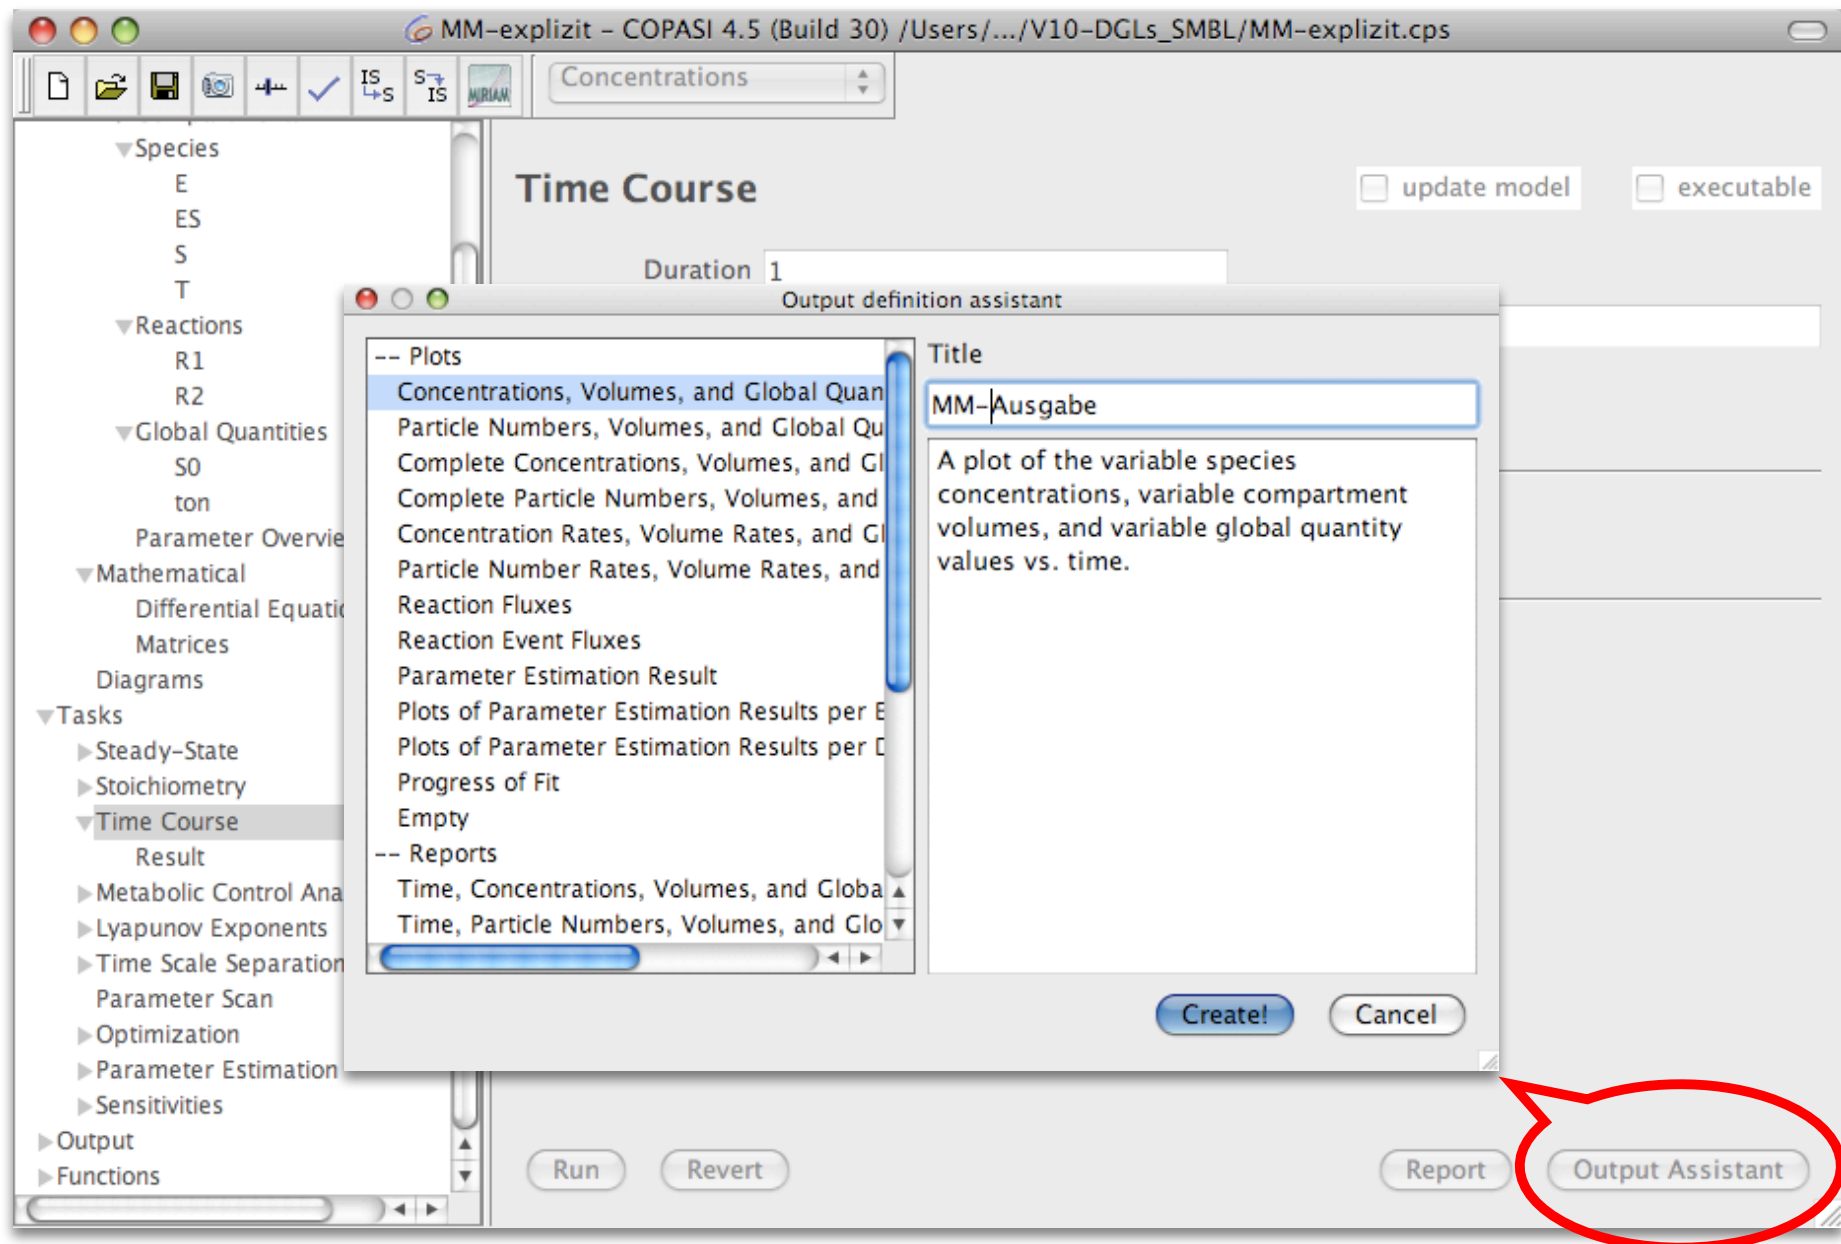 MM-explizit – COPASI 4.5 (Build 30) /Users/.../V10-DGLs_SMBL/MM-explizit.cps
IS
S
S
IS
MIRIAM
Concentrations
Species
E
ES
S
T
Reactions
R1
R2
Global Quantities
S0
ton
Parameter Overvie
Mathematical
Differential Equatic
Matrices
Diagrams
Tasks
Steady-State
Stoichiometry
Time Course
Result
Metabolic Control Ana
Lyapunov Exponents
Time Scale Separation
Parameter Scan
Optimization
Parameter Estimation
Sensitivities
Output
Functions
Time Course
update model
executable
Duration 1
Output definition assistant
-- Plots
Concentrations, Volumes, and Global Quan
Particle Numbers, Volumes, and Global Qu
Complete Concentrations, Volumes, and Gl
Complete Particle Numbers, Volumes, and
Concentration Rates, Volume Rates, and Gl
Particle Number Rates, Volume Rates, and
Reaction Fluxes
Reaction Event Fluxes
Parameter Estimation Result
Plots of Parameter Estimation Results per E
Plots of Parameter Estimation Results per D
Progress of Fit
Empty
-- Reports
Time, Concentrations, Volumes, and Globa
Time, Particle Numbers, Volumes, and Glo
Title
MM-Ausgabe
A plot of the variable species
concentrations, variable compartment
volumes, and variable global quantity
values vs. time.
Create!
Cancel
Run
Revert
Report
Output Assistant